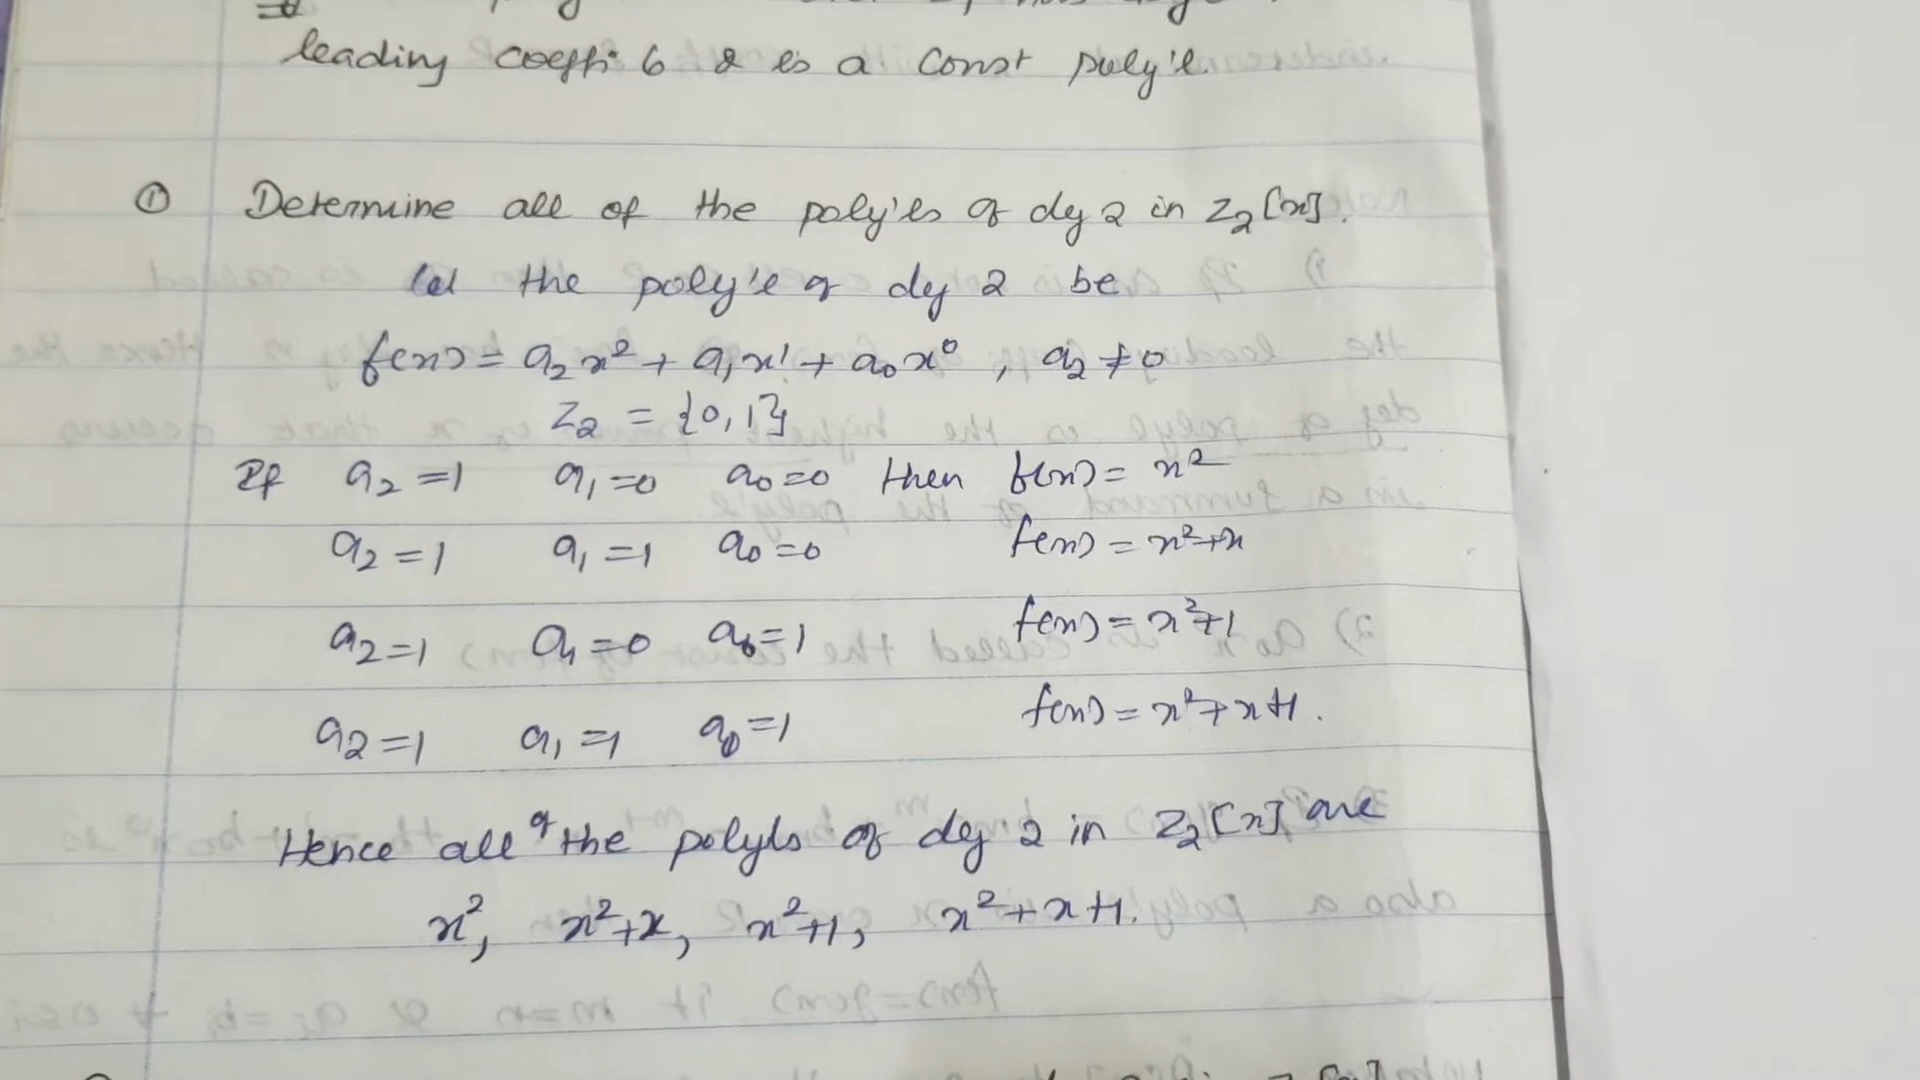 leading coeffi 6 & is a const poly'l.
① Determine all of the poly'ls of deg 2 in Z₂[x].
Let the poly'l of deg 2 be
f(x) = a₂x² + a₁x¹ + a₀x⁰, a₂ ≠ 0
Z₂ = {0, 1}
If a₂ = 1 a₁ = 0 a₀ = 0 then f(x) = x²
a₂ = 1 a₁ = 1 a₀ = 0 f(x) = x²+x
a₂ = 1 a₁ = 0 a₀ = 1 f(x) = x²+1
a₂ = 1 a₁ = 1 a₀ = 1 f(x) = x²+x+1.
Hence all of the polyls of deg 2 in Z₂[x] are
x², x²+x, x²+1, x²+x+1.